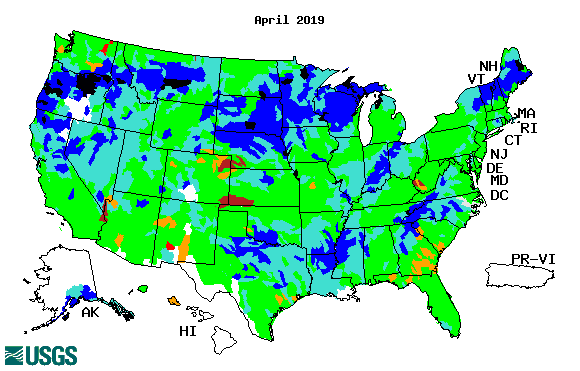 April 2019
NH
VT
MA
RI
CT
NJ
DE
MD
DC
PR-VI
AK
HI
USGS